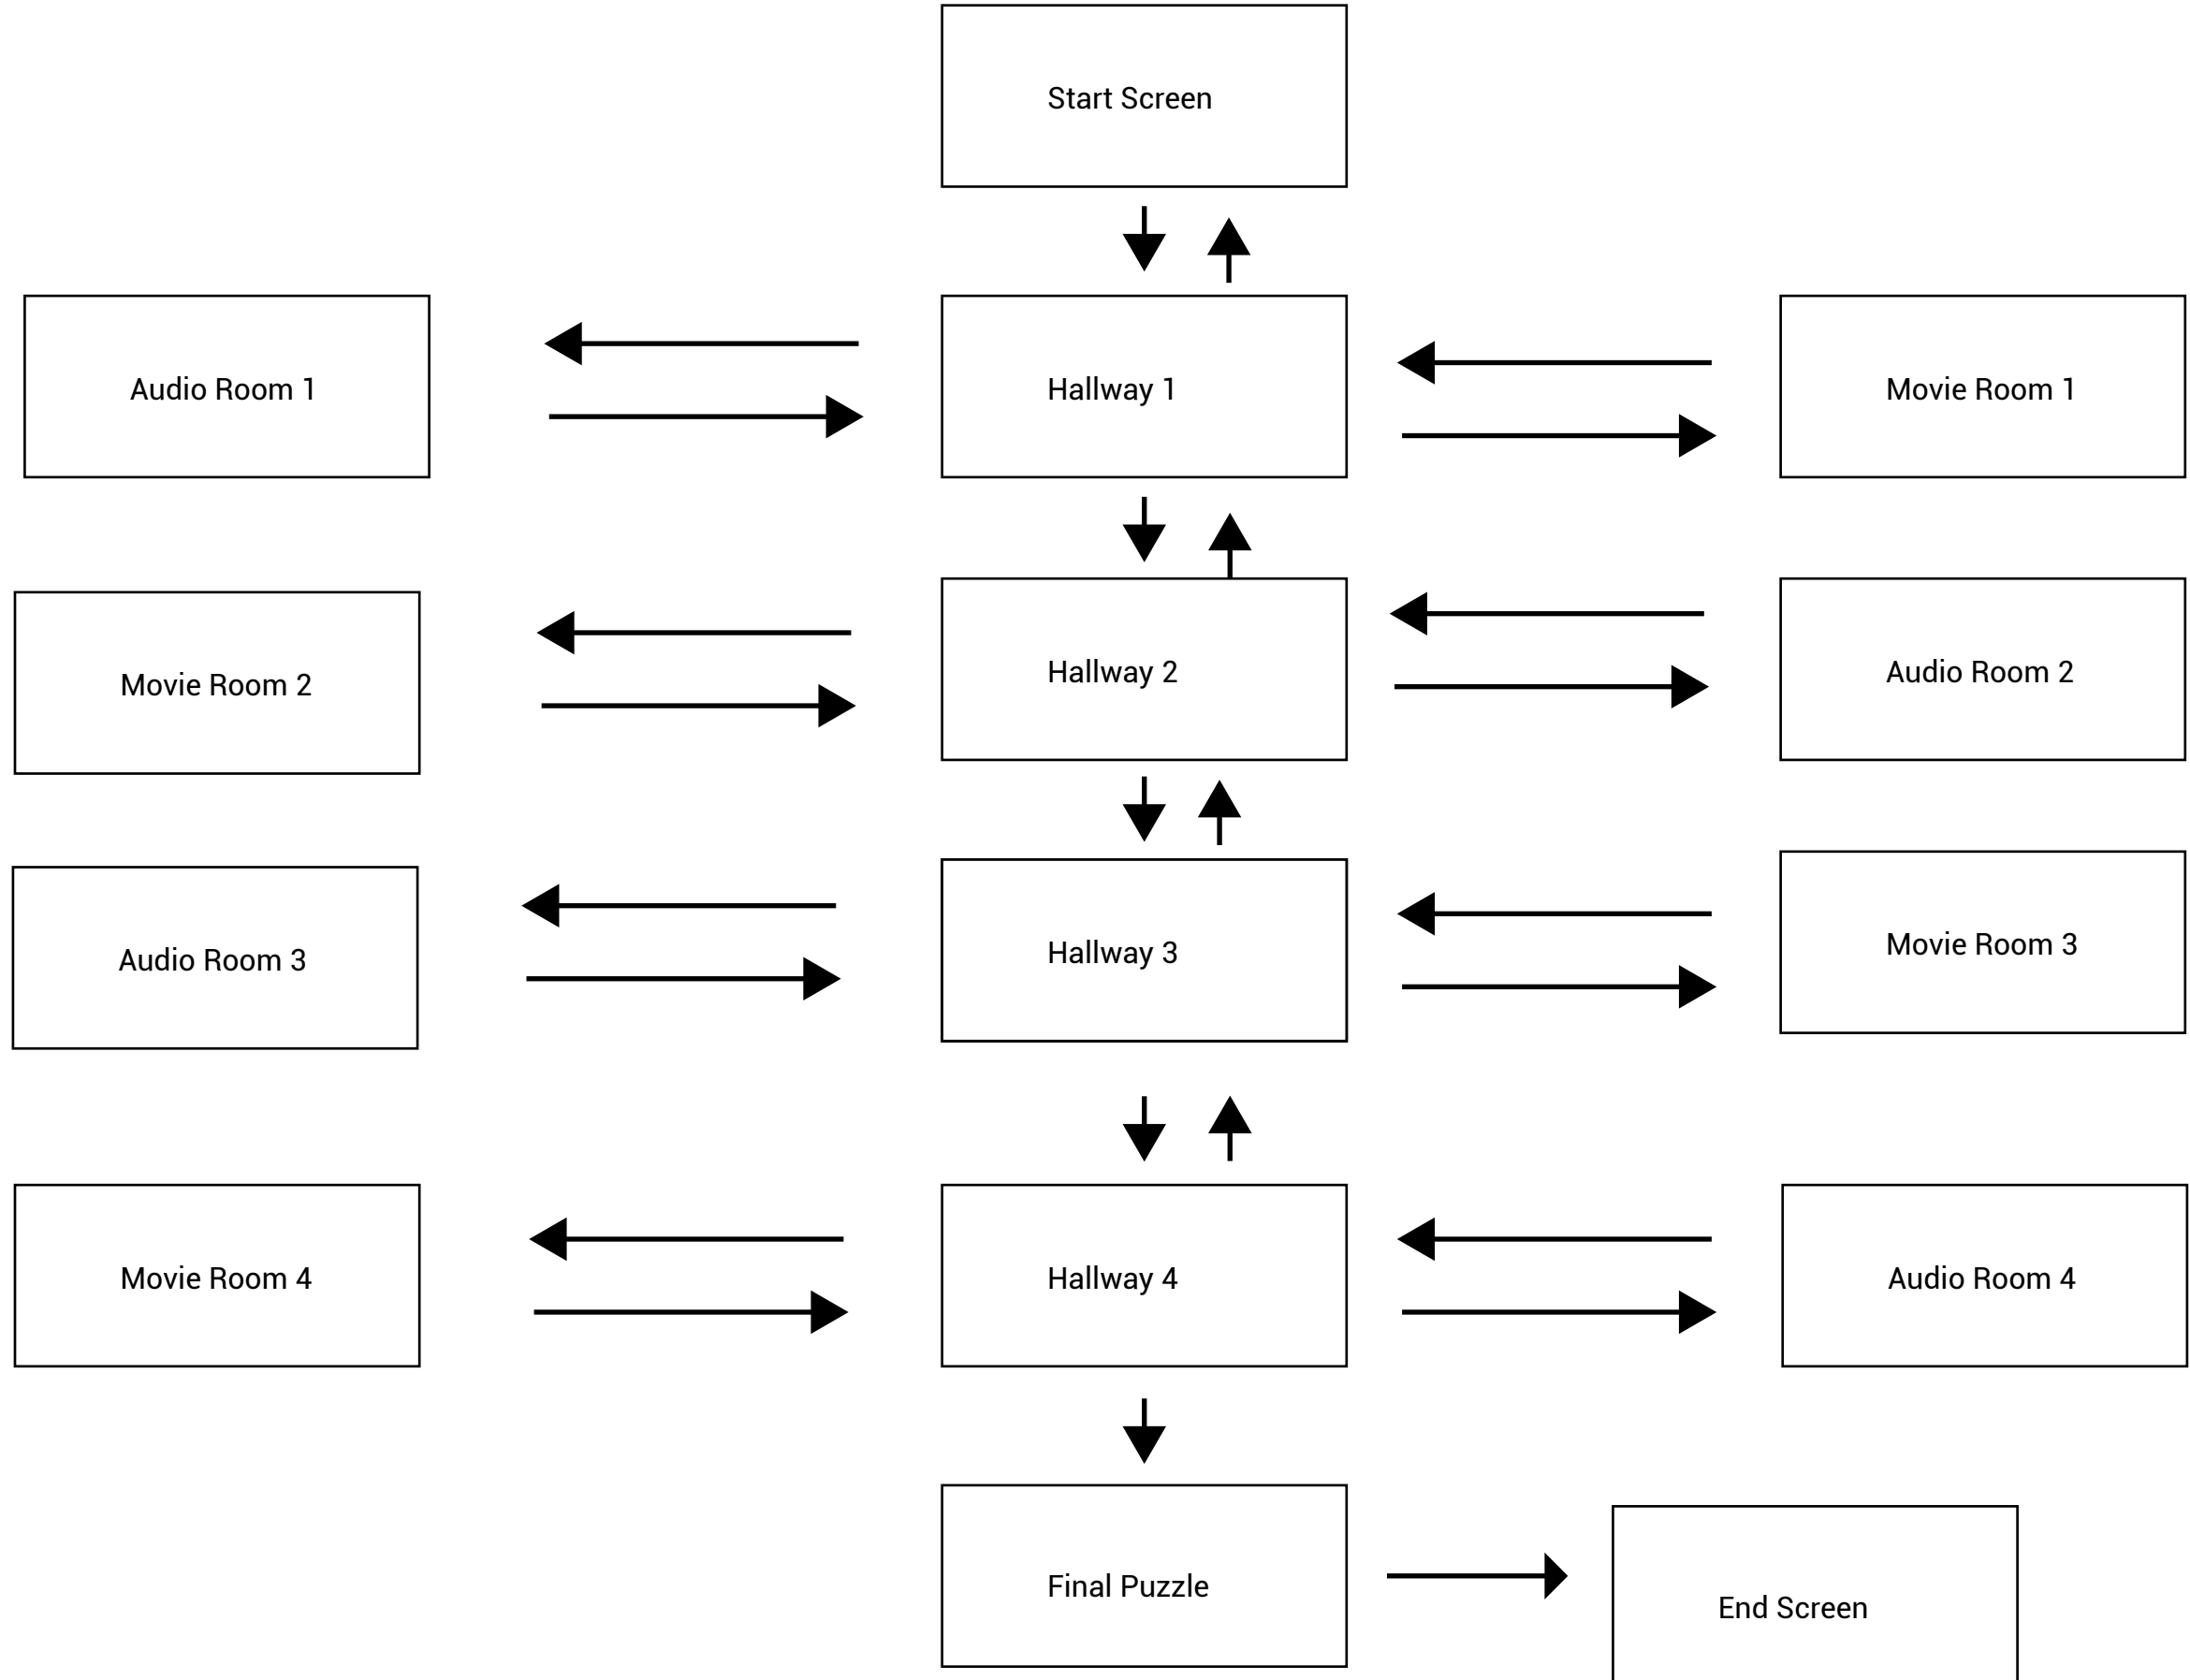 Start Screen
Audio Room 1
Hallway 1
Movie Room 1
Movie Room 2
Hallway 2
Audio Room 2
Audio Room 3
Hallway 3
Movie Room 3
Movie Room 4
Hallway 4
Audio Room 4
Final Puzzle
End Screen